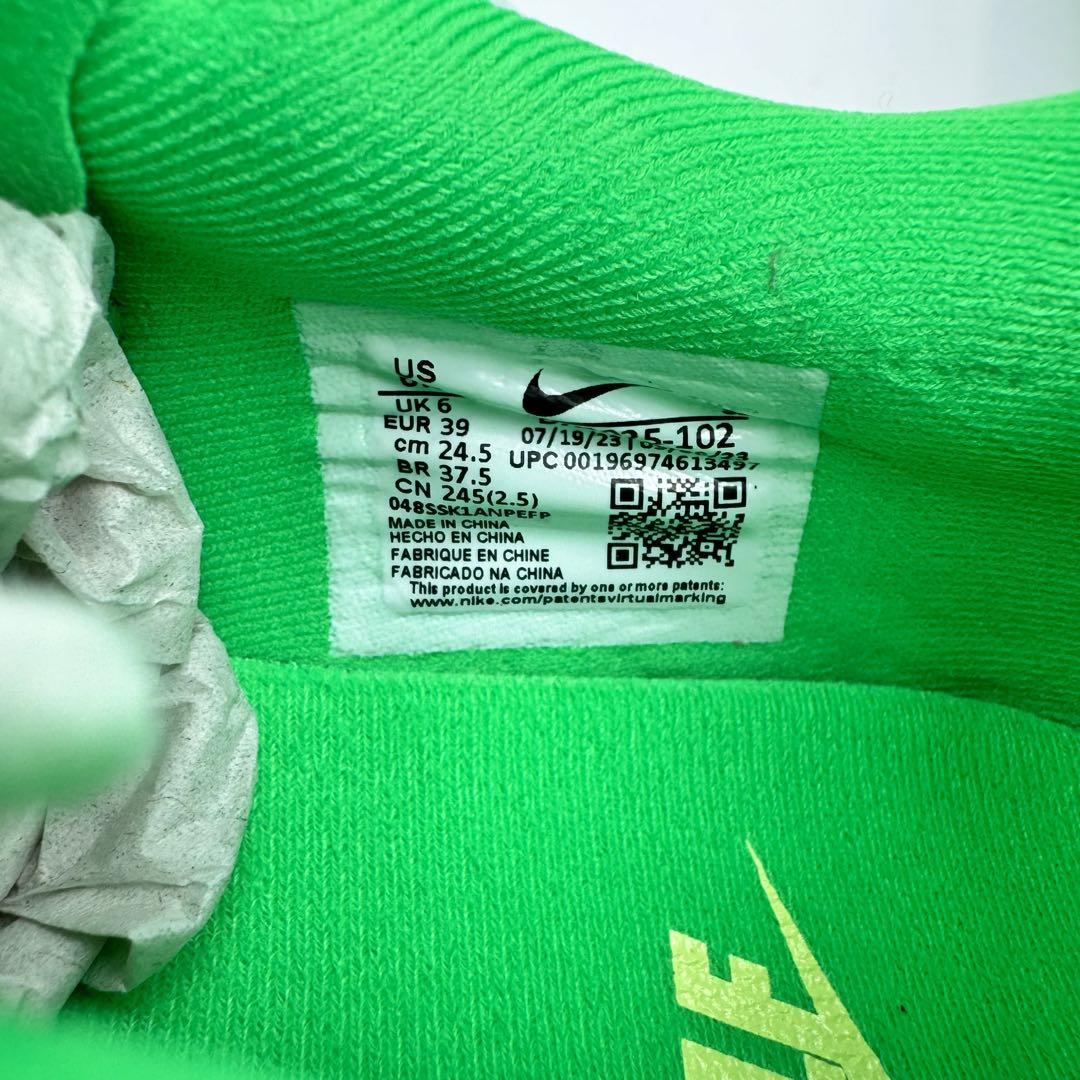 US
UK 6
EUR 39
cm 24.5
BR 37.5
CN 245(2.5)
07/19/23
5-102
UPC 00196974613497
048SSK1ANPEFP
MADE IN CHINA
HECHO EN CHINA
FABRIQUE EN CHINE
FABRICADO NA CHINA
This product is covered by one or more patents:
www.nike.com/patentsvirtualmarking